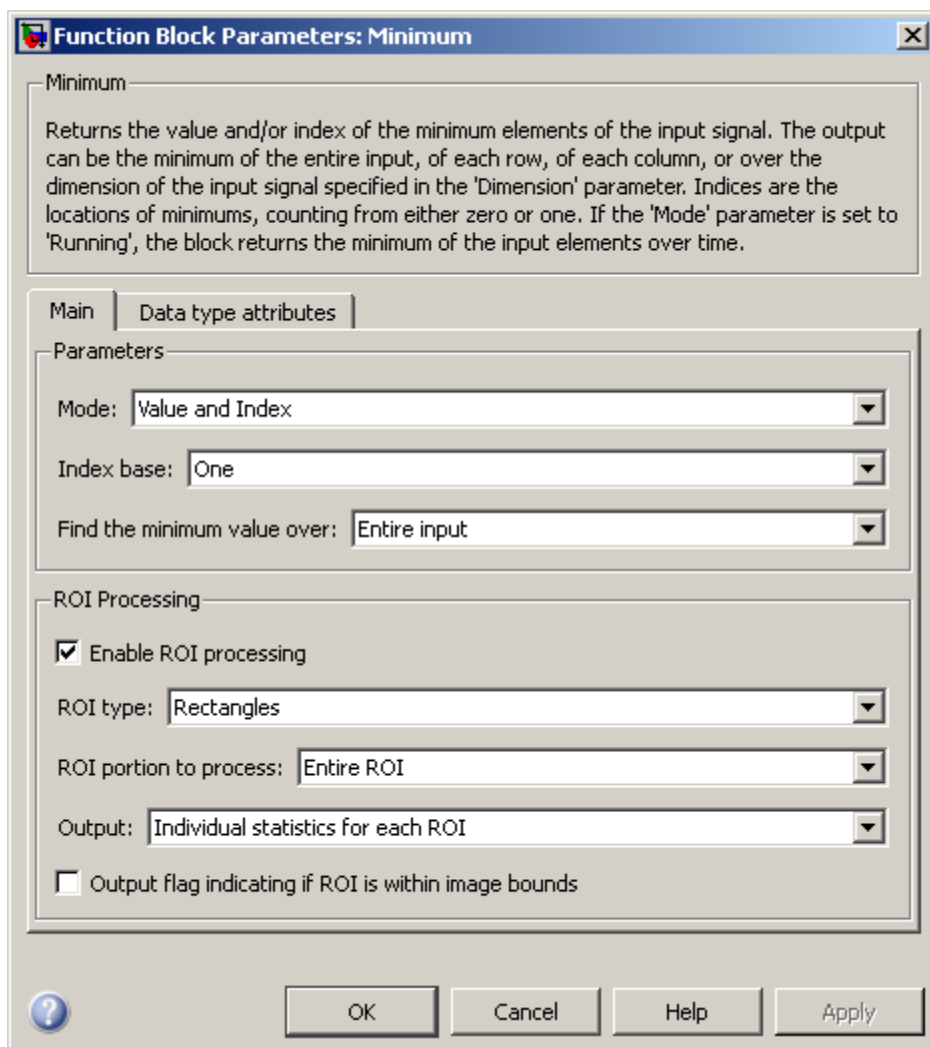 Function Block Parameters: Minimum
Minimum
Returns the value and/or index of the minimum elements of the input signal. The output
can be the minimum of the entire input, of each row, of each column, or over the
dimension of the input signal specified in the 'Dimension' parameter. Indices are the
locations of minimums, counting from either zero or one. If the 'Mode' parameter is set to
'Running', the block returns the minimum of the input elements over time.
Main Data type attributes
Parameters
Mode: Value and Index
Index base: One
Find the minimum value over: Entire input
ROI Processing
Enable ROI processing
ROI type: Rectangles
ROI portion to process: Entire ROI
Output: Individual statistics for each ROI
Output flag indicating if ROI is within image bounds
? OK Cancel Help Apply